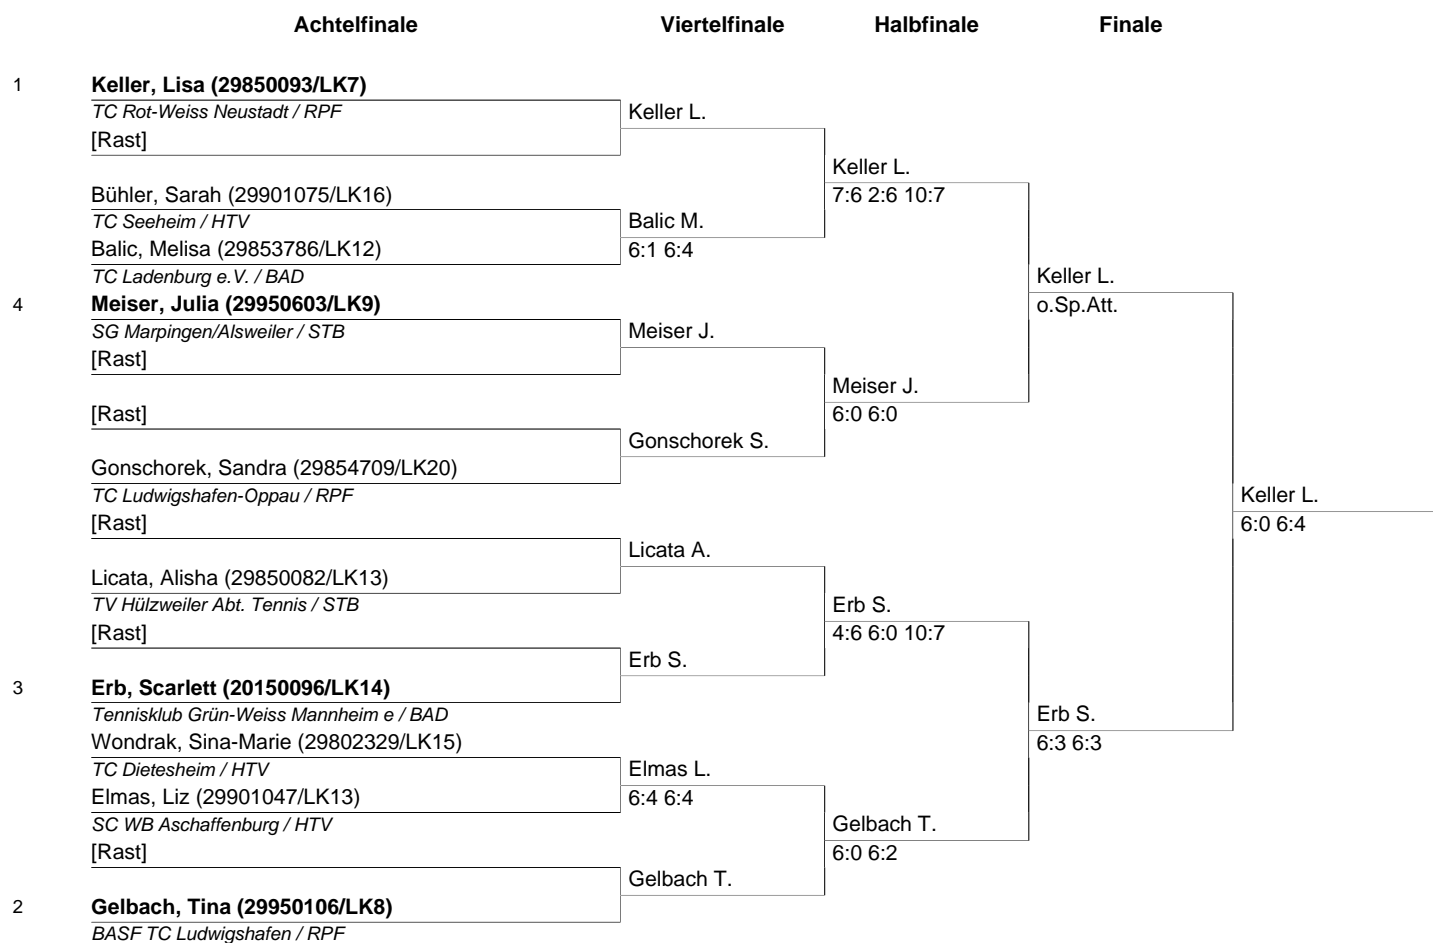 Achtelfinale Viertelfinale Halbfinale Finale
1 Keller, Lisa (29850093/LK7)
TC Rot-Weiss Neustadt / RPF Keller L.
[Rast]
Keller L.
Bühler, Sarah (29901075/LK16) 7:6 2:6 10:7
TC Seeheim / HTV Balic M.
Balic, Melisa (29853786/LK12) 6:1 6:4
TC Ladenburg e.V. / BAD Keller L.
4 Meiser, Julia (29950603/LK9) o.Sp.Att.
SG Marpingen/Alsweiler / STB Meiser J.
[Rast]
Meiser J.
[Rast] 6:0 6:0
Gonschorek S.
Gonschorek, Sandra (29854709/LK20)
TC Ludwigshafen-Oppau / RPF Keller L.
[Rast] 6:0 6:4
Licata A.
Licata, Alisha (29850082/LK13)
TV Hülzweiler Abt. Tennis / STB Erb S.
[Rast] 4:6 6:0 10:7
Erb S.
3 Erb, Scarlett (20150096/LK14)
Tennisklub Grün-Weiss Mannheim e / BAD Erb S.
Wondrak, Sina-Marie (29802329/LK15) 6:3 6:3
TC Dietesheim / HTV Elmas L.
Elmas, Liz (29901047/LK13) 6:4 6:4
SC WB Aschaffenburg / HTV Gelbach T.
[Rast] 6:0 6:2
Gelbach T.
2 Gelbach, Tina (29950106/LK8)
BASF TC Ludwigshafen / RPF